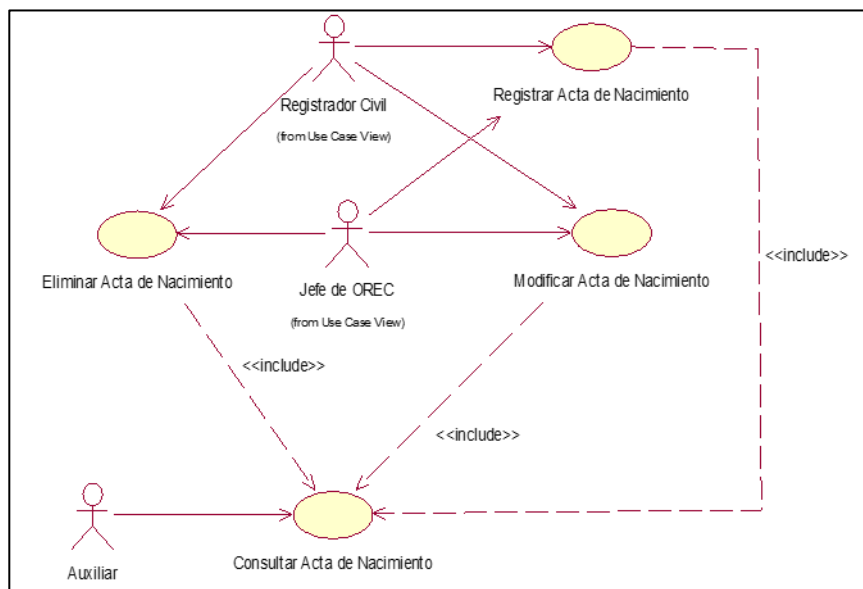 Registrador Civil
(from Use Case View)
Registrar Acta de Nacimiento
Eliminar Acta de Nacimiento
Jefe de OREC
(from Use Case View)
Modificar Acta de Nacimiento
<<include>>
<<include>>
<<include>>
Auxiliar
Consultar Acta de Nacimiento